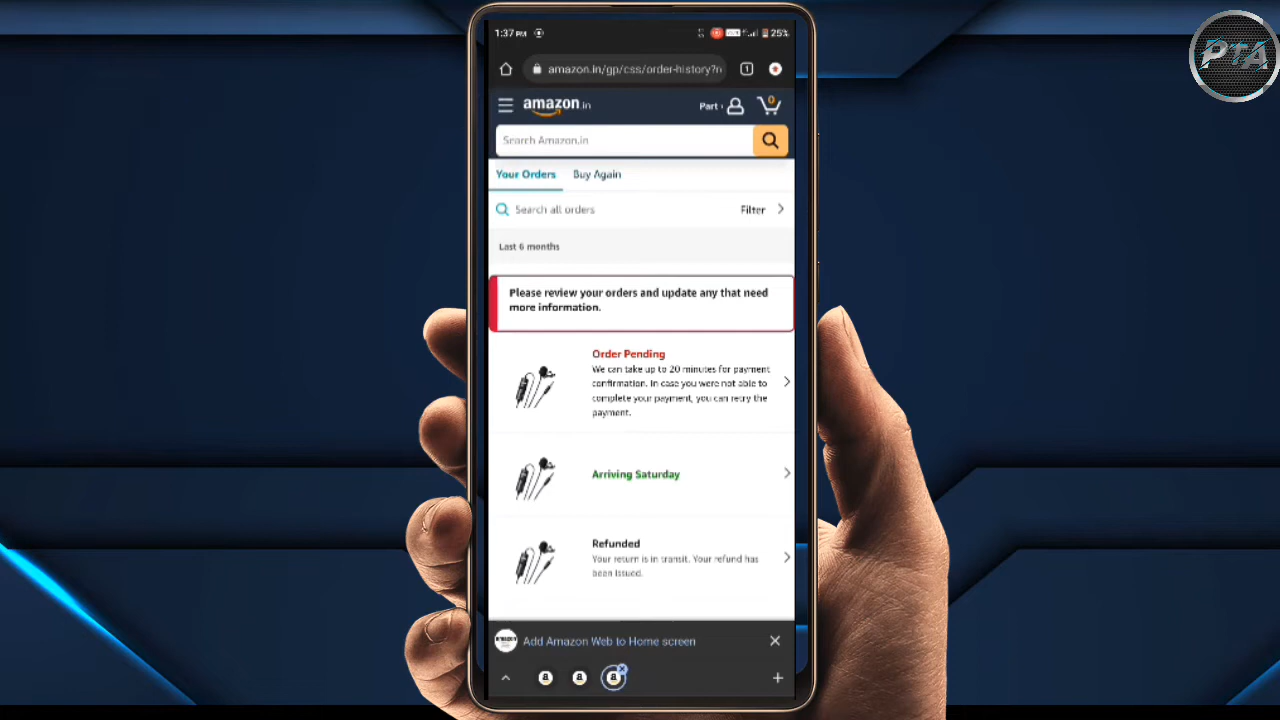 PTA
1:37 PM
25%
amazon.in/gp/css/order-history?r
1
amazon.in
Part ›
0
Search Amazon.in
Your Orders
Buy Again
Search all orders
Filter
Last 6 months
Please review your orders and update any that need
more information.
Order Pending
We can take up to 20 minutes for payment
confirmation. In case you were not able to
complete your payment, you can retry the
payment.
Arriving Saturday
Refunded
Your return is in transit. Your refund has
been issued.
Add Amazon Web to Home screen